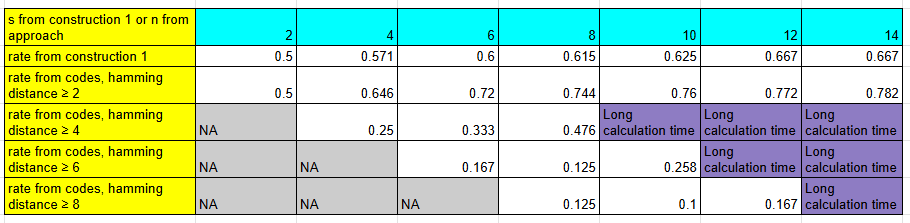 s from construction 1 or n from
approach 2 4 6 8 10 12 14
rate from construction 1 0.5 0.571 0.6 0.615 0.625 0.667 0.667
rate from codes, hamming
distance ≥ 2 0.5 0.646 0.72 0.744 0.76 0.772 0.782
rate from codes, hamming Long Long Long
distance ≥ 4 NA 0.25 0.333 0.476 calculation time calculation time calculation time
rate from codes, hamming Long Long
distance ≥ 6 NA NA 0.167 0.125 0.258 calculation time calculation time
rate from codes, hamming Long
distance ≥ 8 NA NA NA 0.125 0.1 0.167 calculation time